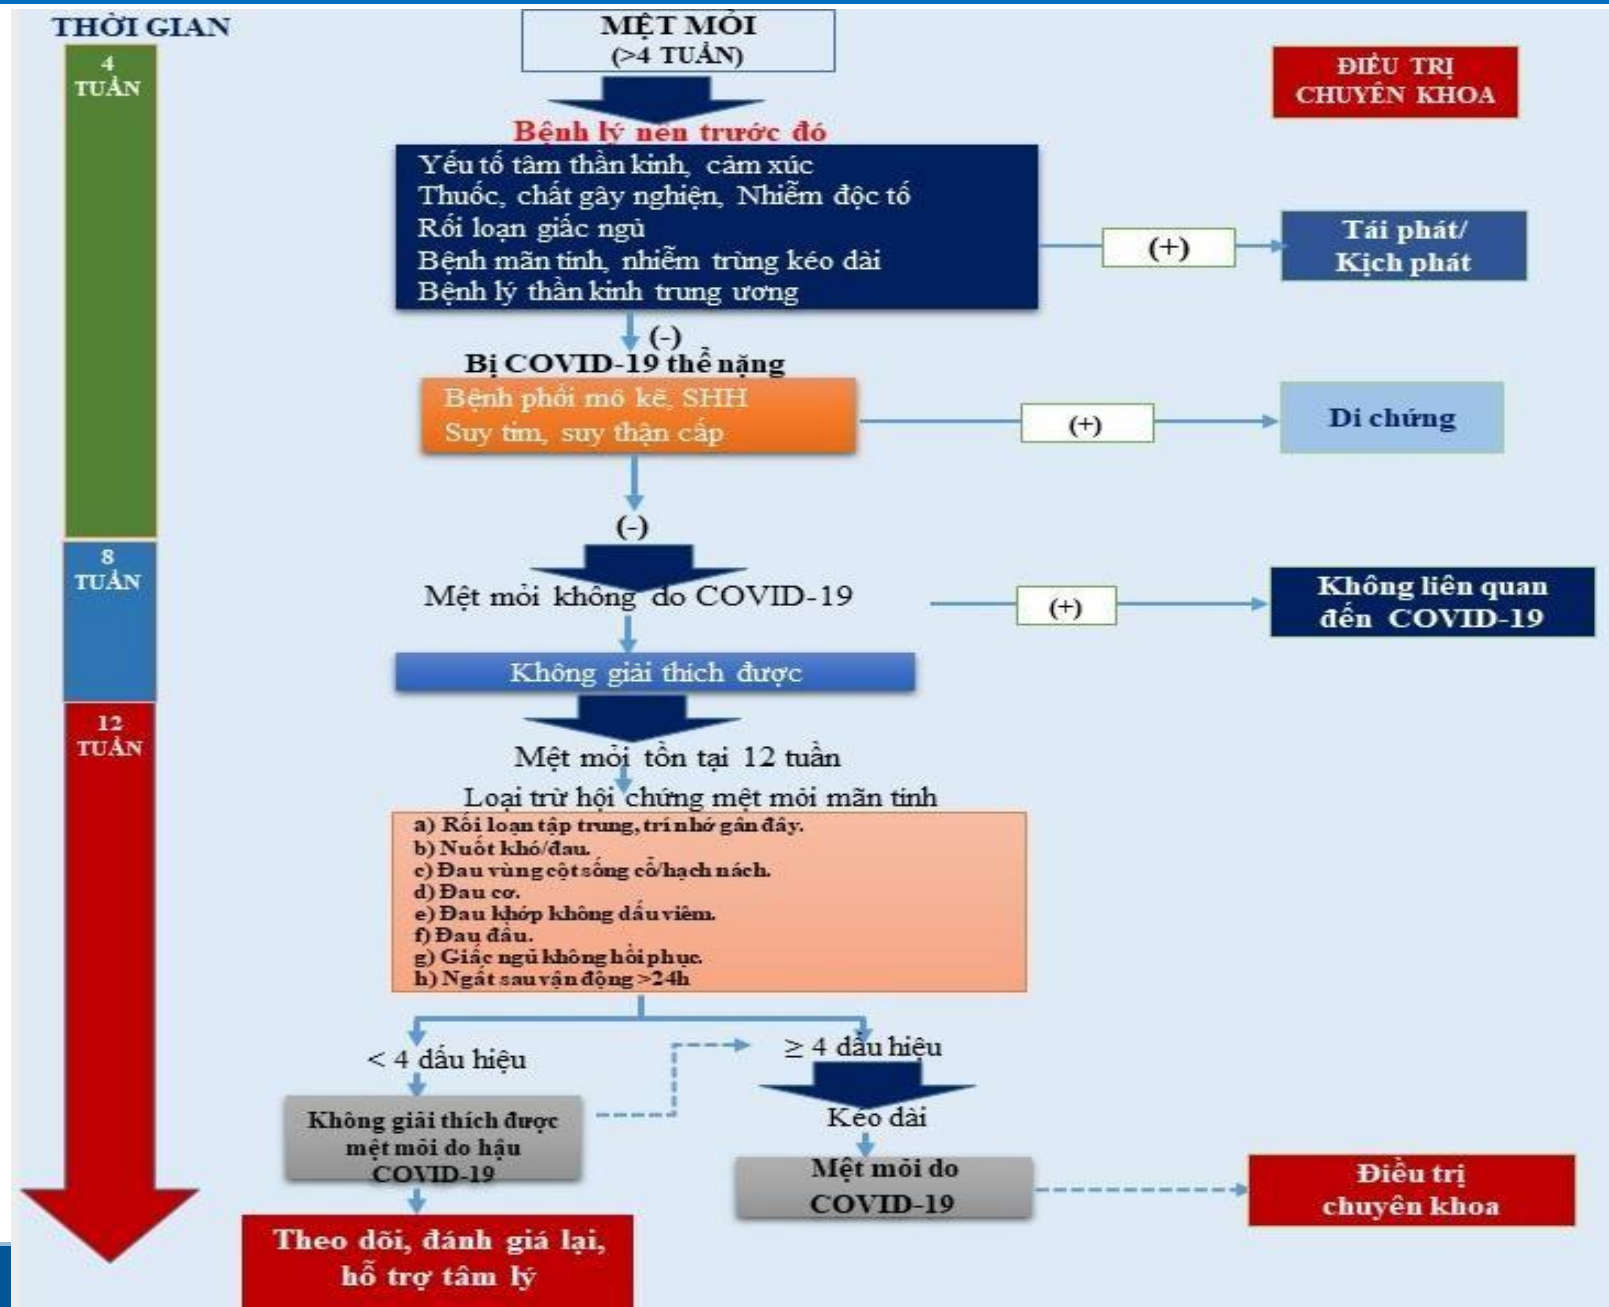 THỜI GIAN
4
TUẦN
8
TUẦN
12
TUẦN
MỆT MỎI
(>4 TUẦN)
ĐIỀU TRỊ
CHUYÊN KHOA
Bệnh lý nền trước đó
Yếu tố tâm thần kinh, cảm xúc
Thuốc, chất gây nghiện, Nhiễm độc tố
Rối loạn giấc ngủ
Bệnh mãn tinh, nhiễm trùng kéo dài
Bệnh lý thần kinh trung ương
(+)
Tái phát/
Kịch phát
(-)
Bị COVID-19 thể nặng
Bệnh phổi mô kẽ, SHH
Suy tim, suy thận cấp
(+)
Di chứng
(-)
Mệt mỏi không do COVID-19
(+)
Không liên quan
đến COVID-19
Không giải thích được
Mệt mỏi tồn tại 12 tuần
Loại trừ hội chứng mệt mỏi mãn tính
a) Rối loạn tập trung, trí nhớ gần đây.
b) Nuốt khó/đau.
c) Đau vùng cột sống cổ/hạch nách.
d) Đau cơ.
e) Đau khớp không dấu viêm.
f) Đau đầu.
g) Giấc ngủ không hồi phục.
h) Ngất sau vận động >24h
< 4 dấu hiệu
≥ 4 dấu hiệu
Không giải thích được
mệt mỏi do hậu
COVID-19
Kéo dài
Mệt mỏi do
COVID-19
Điều trị
chuyên khoa
Theo dõi, đánh giá lại,
hỗ trợ tâm lý